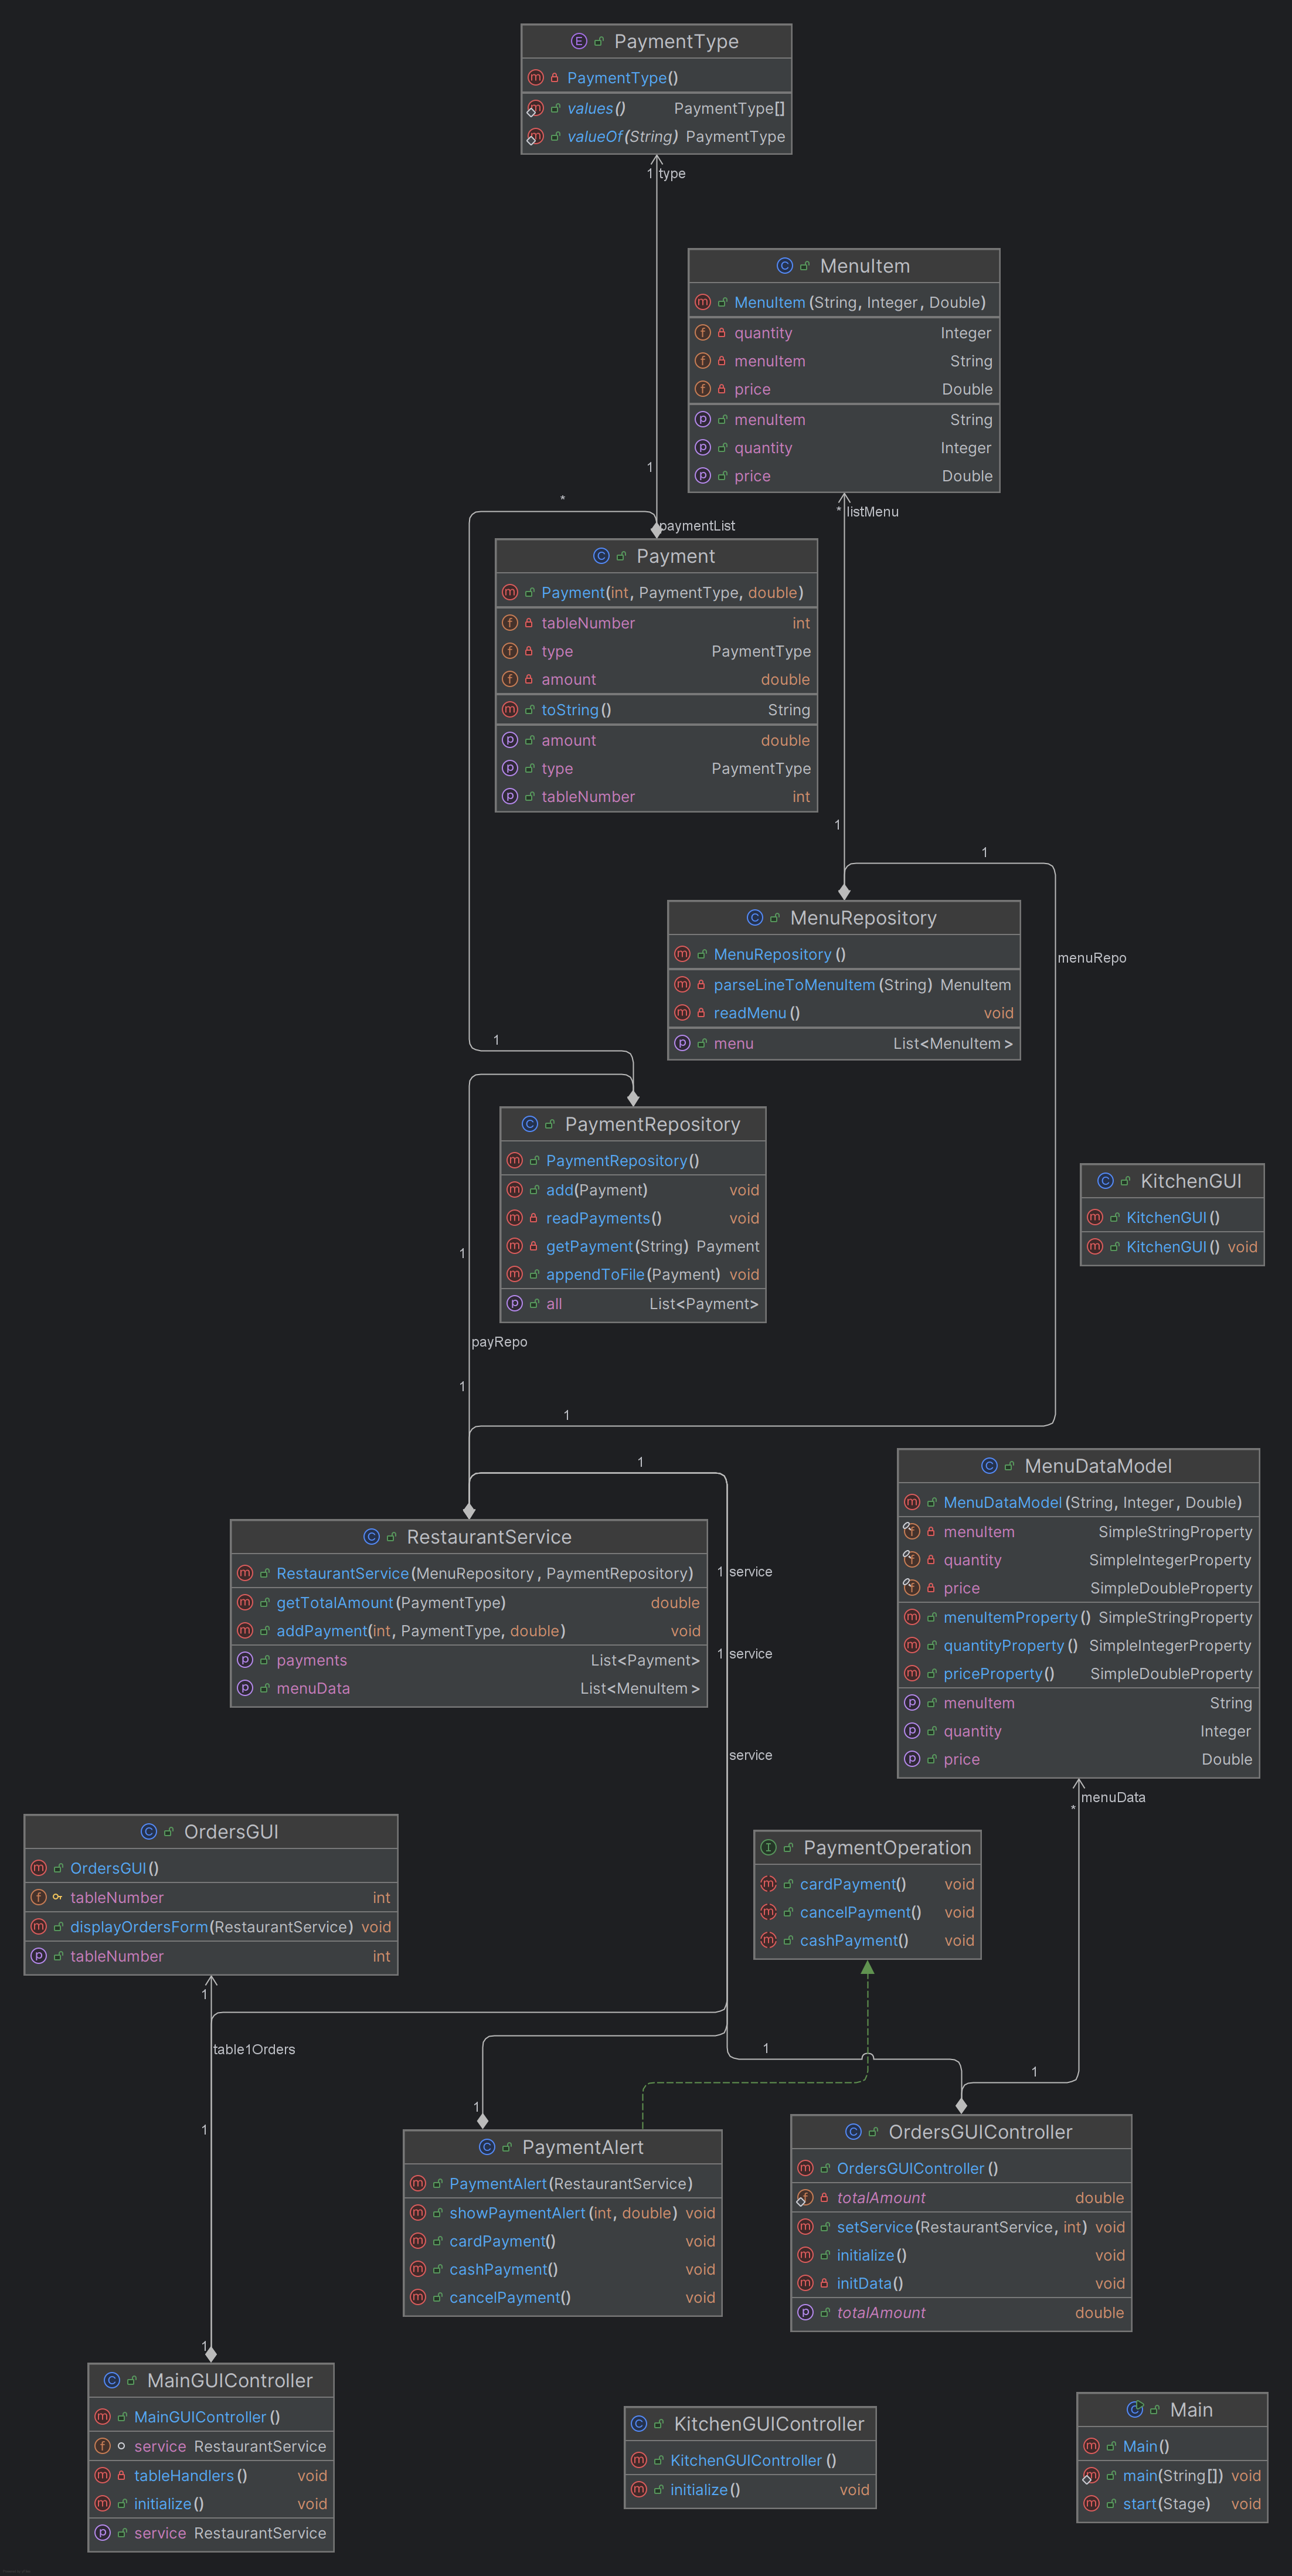 PaymentType
PaymentType()
values() PaymentType[]
valueOf(String) PaymentType
1 type
MenuItem
MenuItem(String, Integer, Double)
quantity Integer
menuItem String
price Double
menuItem String
quantity Integer
price Double
1
*
* listMenu
paymentList
Payment
Payment(int, PaymentType, double)
tableNumber int
type PaymentType
amount double
toString() String
amount double
type PaymentType
tableNumber int
1
1
MenuRepository
MenuRepository()
parseLineToMenuItem(String) MenuItem
readMenu() void
menu List<MenuItem>
menuRepo
1
PaymentRepository
PaymentRepository()
add(Payment) void
readPayments() void
getPayment(String) Payment
appendToFile(Payment) void
all List<Payment>
KitchenGUI
KitchenGUI()
KitchenGUI() void
1
payRepo
1
1
1
RestaurantService
RestaurantService(MenuRepository, PaymentRepository)
getTotalAmount(PaymentType) double
addPayment(int, PaymentType, double) void
payments List<Payment>
menuData List<MenuItem>
1 service
1 service
service
MenuDataModel
MenuDataModel(String, Integer, Double)
menuItem SimpleStringProperty
quantity SimpleIntegerProperty
price SimpleDoubleProperty
menuItemProperty() SimpleStringProperty
quantityProperty() SimpleIntegerProperty
priceProperty() SimpleDoubleProperty
menuItem String
quantity Integer
price Double
* menuData
OrdersGUI
OrdersGUI()
tableNumber int
displayOrdersForm(RestaurantService) void
tableNumber int
PaymentOperation
cardPayment() void
cancelPayment() void
cashPayment() void
1
table1Orders
1
1
1
1
PaymentAlert
PaymentAlert(RestaurantService)
showPaymentAlert(int, double) void
cardPayment() void
cashPayment() void
cancelPayment() void
OrdersGUIController
OrdersGUIController()
totalAmount double
setService(RestaurantService, int) void
initialize() void
initData() void
totalAmount double
1
MainGUIController
MainGUIController()
service RestaurantService
tableHandlers() void
initialize() void
service RestaurantService
KitchenGUIController
KitchenGUIController()
initialize() void
Main
Main()
main(String[]) void
start(Stage) void